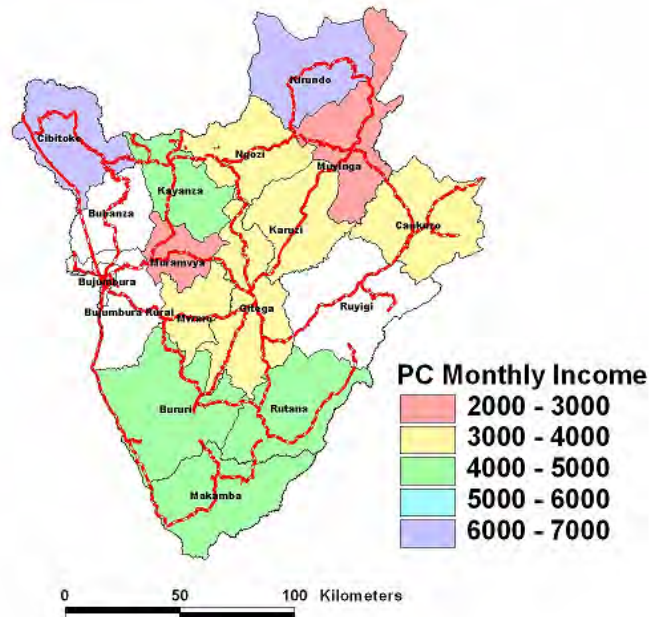 Kirundo
Cibitoke
Ngozi
Muyinga
Kayanza
Bubanza
Karuzi
Cankuzo
Muramvya
Bujumbura
Ruyigi
Gitega
Bujumbura Rural
Mwaro
Bururi
Rutana
Makamba
PC Monthly Income
2000 - 3000
3000 - 4000
4000 - 5000
5000 - 6000
6000 - 7000
0 50 100 Kilometers